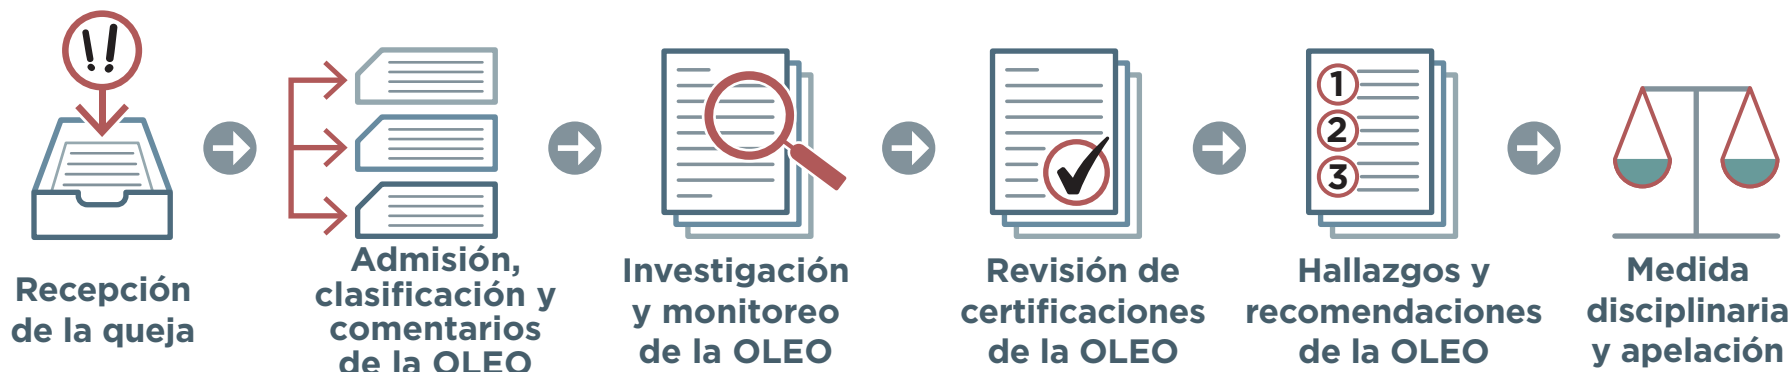 !!
Recepción
de la queja
Admisión,
clasificación y
comentarios
de la OLEO
Investigación
y monitoreo
de la OLEO
Revisión de
certificaciones
de la OLEO
1
2
3
Hallazgos y
recomendaciones
de la OLEO
Medida
disciplinaria
y apelación